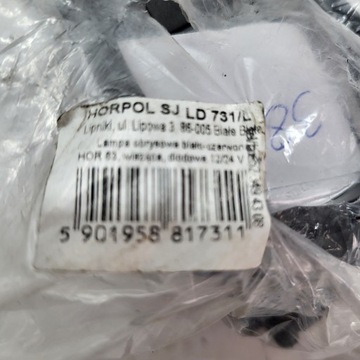 HORPOL SJ LD 731/L
Lipniki, ul. Lipowa 3, 86-005 Białe Błota
Lampa obrysowa biało-czerwona
HOR 83, wisząca, diodowa 12/24 V
5 901958 817311